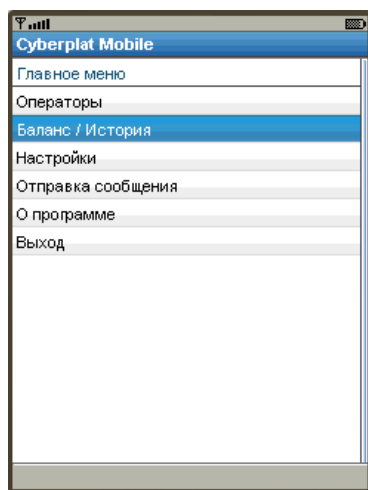 Cyberplat Mobile
Главное меню
Операторы
Баланс / История
Настройки
Отправка сообщения
О программе
Выход